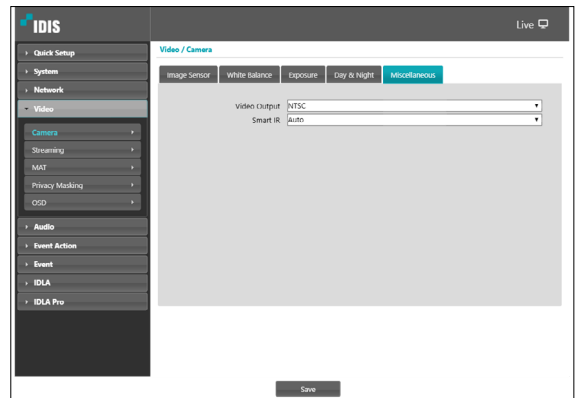 IDIS
Live
Quick Setup
System
Network
Video
Camera
Streaming
MAT
Privacy Masking
OSD
Audio
Event Action
Event
IDLA
IDLA Pro
Video / Camera
Image Sensor White Balance Exposure Day & Night Miscellaneous
Video Output NTSC
Smart IR Auto
Save